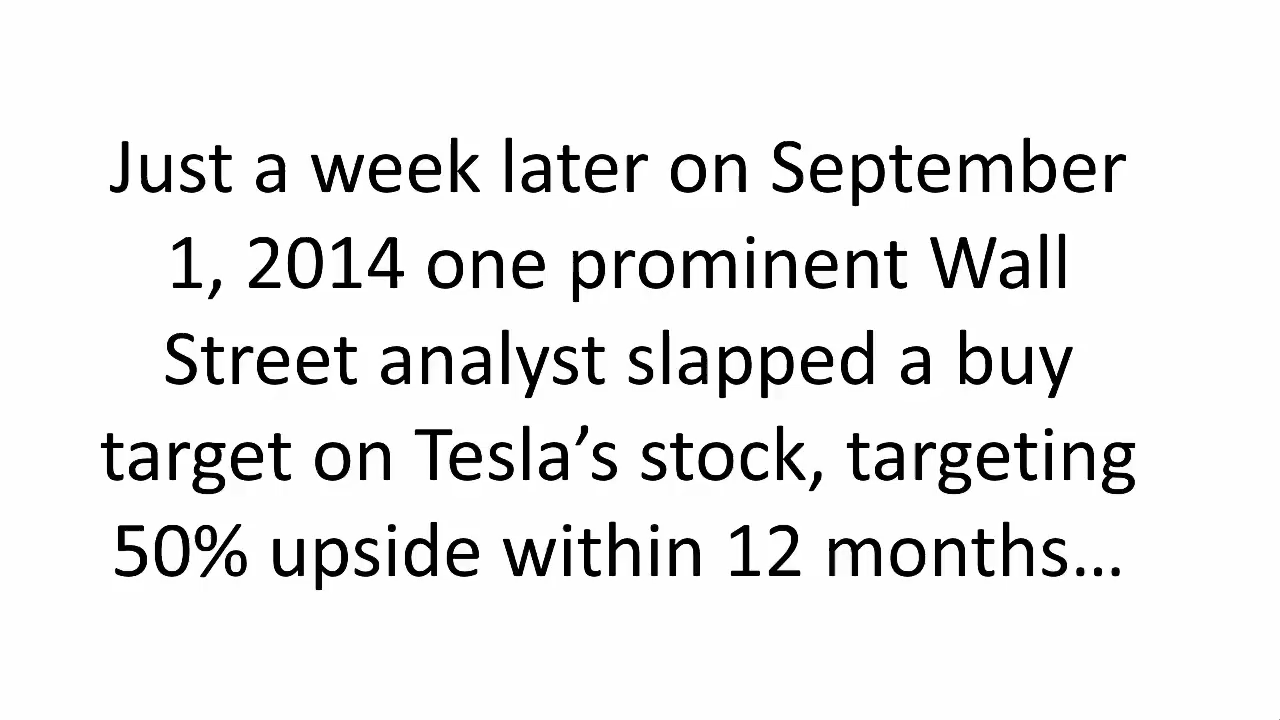 Just a week later on September
1, 2014 one prominent Wall
Street analyst slapped a buy
target on Tesla’s stock, targeting
50% upside within 12 months…